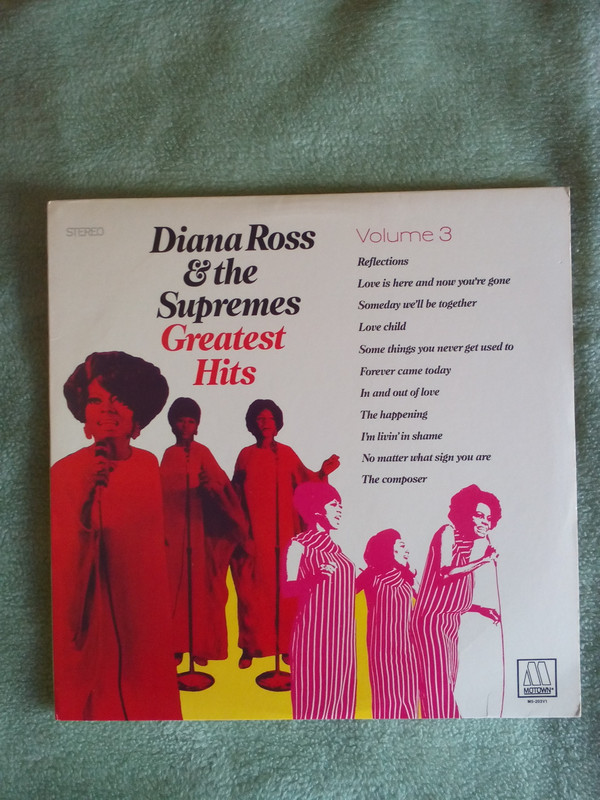 STEREO
Diana Ross
& the
Supremes
Greatest
Hits
Volume 3
Reflections
Love is here and now you're gone
Someday we'll be together
Love child
Some things you never get used to
Forever came today
In and out of love
The happening
I'm livin' in shame
No matter what sign you are
The composer
MOTOWN